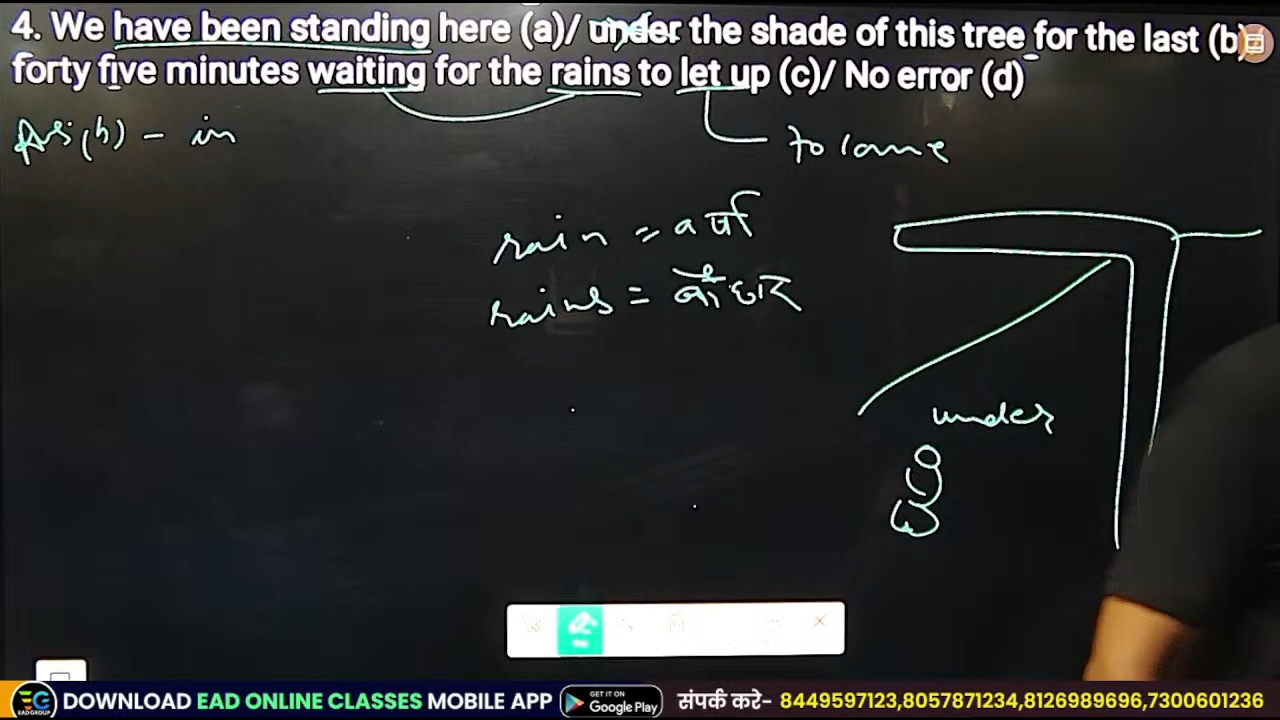 4. We have been standing here (a)/ under the shade of this tree for the last (b)
forty five minutes waiting for the rains to let up (c)/ No error (d)
Ans (b) - in
rain = वर्षा
rains = बौछार
under
GET IT ON
DOWNLOAD EAD ONLINE CLASSES MOBILE APP Google Play संपर्क करे- 8449597123,8057871234,8126989696,7300601236
EAD GROUP